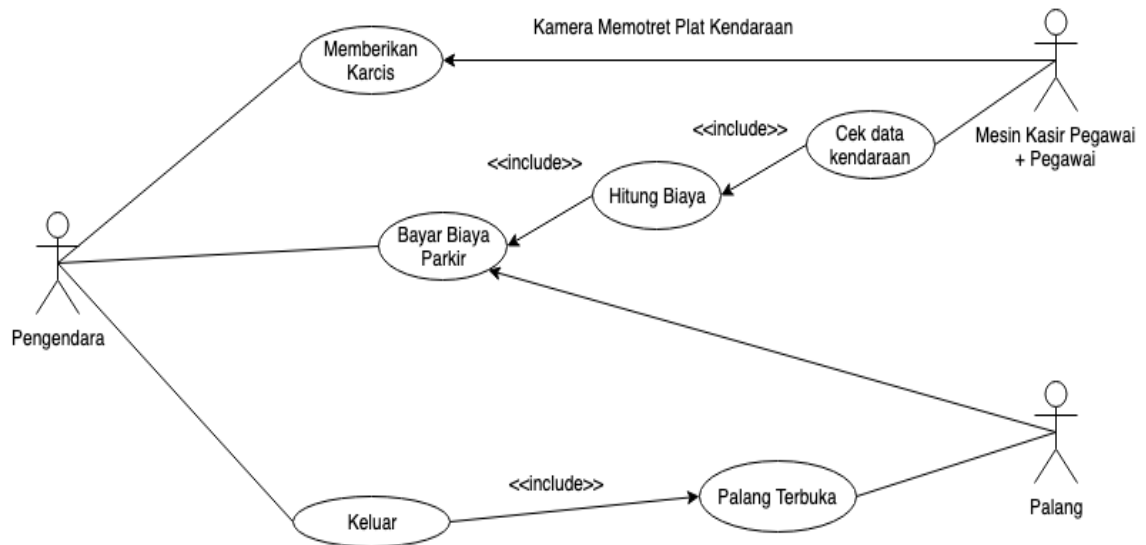 Kamera Memotret Plat Kendaraan
Memberikan
Karcis
<<include>>
Cek data
kendaraan
Mesin Kasir Pegawai
+ Pegawai
<<include>>
Hitung Biaya
Bayar Biaya
Parkir
Pengendara
<<include>>
Palang Terbuka
Keluar
Palang